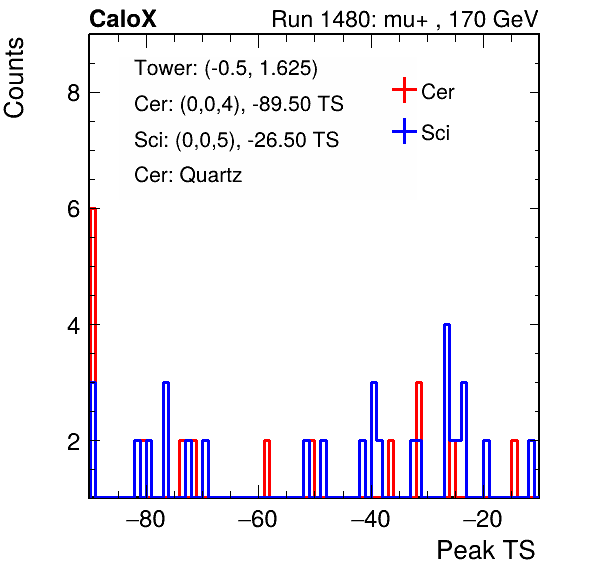 CaloX Run 1480: mu+ , 170 GeV
Counts
Tower: (-0.5, 1.625)
Cer: (0,0,4), -89.50 TS
Sci: (0,0,5), -26.50 TS
Cer: Quartz
Cer
Sci
8
6
4
2
−80 −60 −40 −20
Peak TS